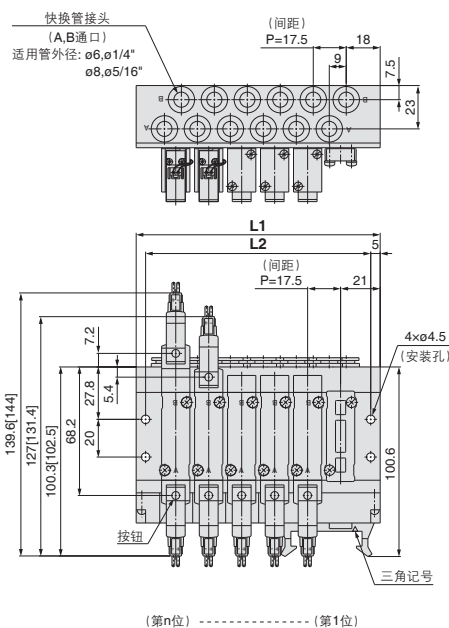 快换管接头
(A,B通口)
适用管外径: ø6,ø1/4"
ø8,ø5/16"
(间距)
P=17.5
18
9
7.5
23
B
B
A
A
L1
L2
5
(间距)
P=17.5
21
4×ø4.5
(安装孔)
7.2
27.8
5.4
20
68.2
100.3[102.5]
127[131.4]
139.6[144]
100.6
B
B
B
B
B
A
A
A
A
A
按钮
三角记号
(第n位) ---------------- (第1位)